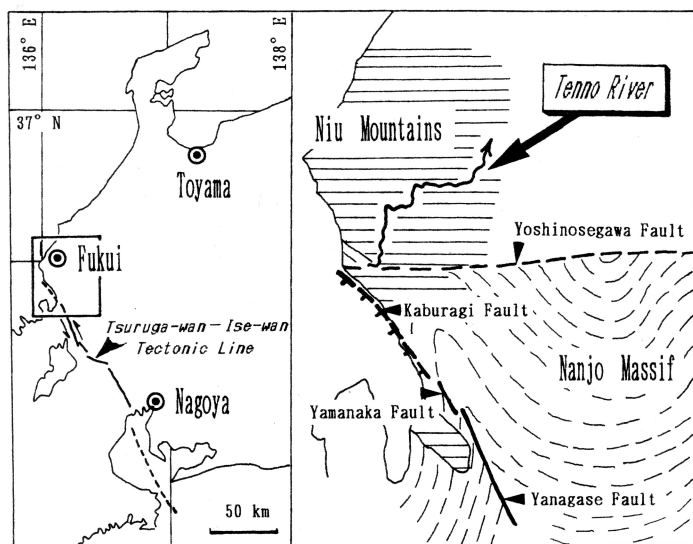 136° E
138° E
37° N
Toyama
Fukui
Tsuruga-wan－Ise-wan
Tectonic Line
Nagoya
50 km
Tenno River
Niu Mountains
Yoshinosegawa Fault
Kaburagi Fault
Nanjo Massif
Yamanaka Fault
Yanagase Fault